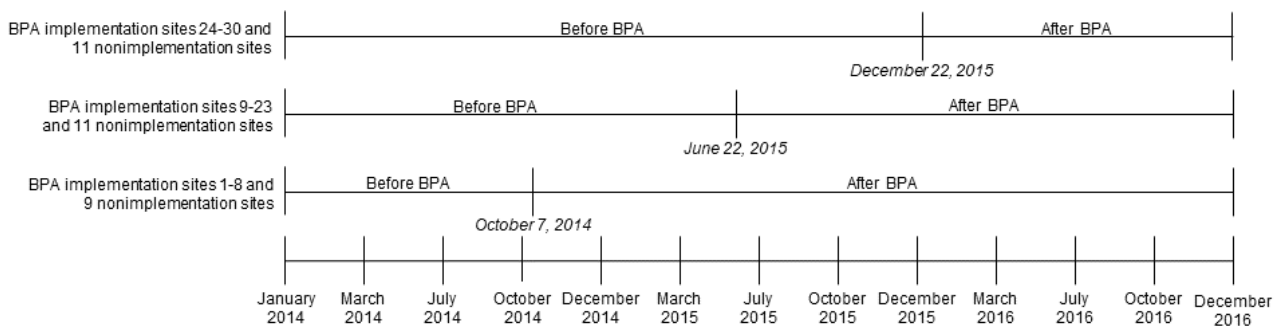 BPA implementation sites 24-30 and
11 nonimplementation sites
Before BPA
After BPA
December 22, 2015
BPA implementation sites 9-23
and 11 nonimplementation sites
Before BPA
After BPA
June 22, 2015
BPA implementation sites 1-8 and
9 nonimplementation sites
Before BPA
After BPA
October 7, 2014
January
2014
March
2014
July
2014
October
2014
December
2014
March
2015
July
2015
October
2015
December
2015
March
2016
July
2016
October
2016
December
2016